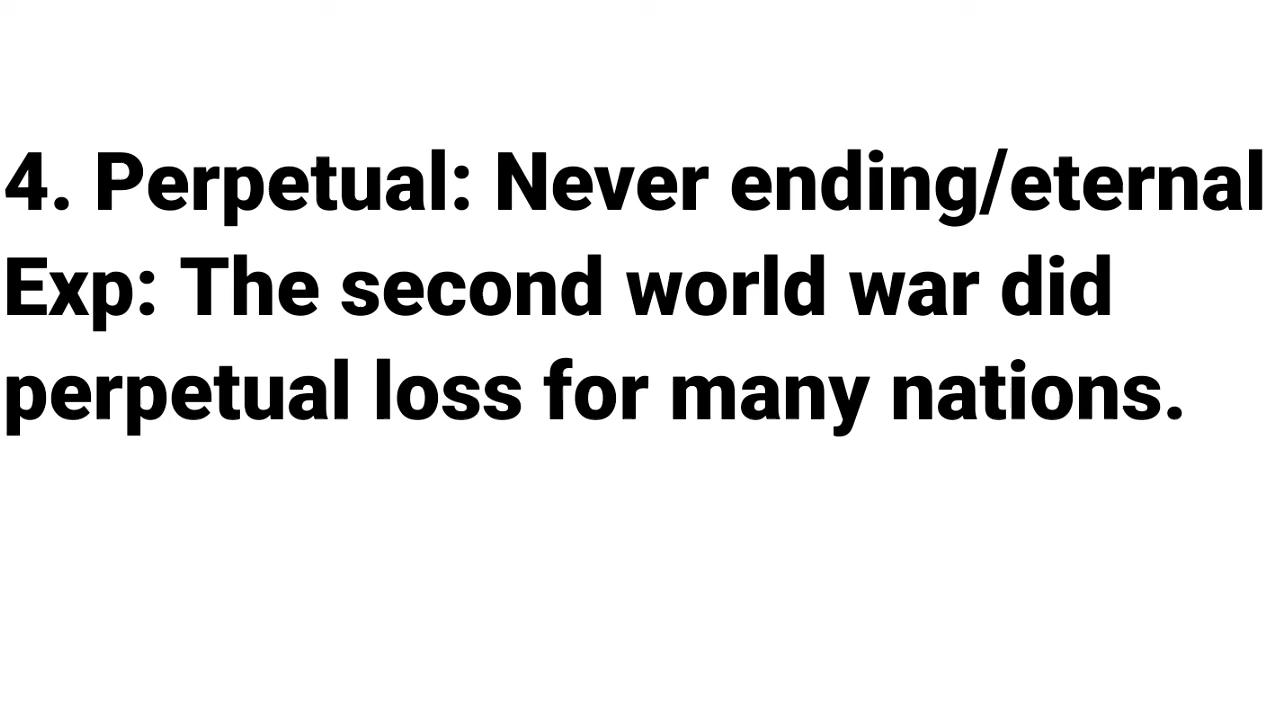 4. Perpetual: Never ending/eternal
Exp: The second world war did
perpetual loss for many nations.